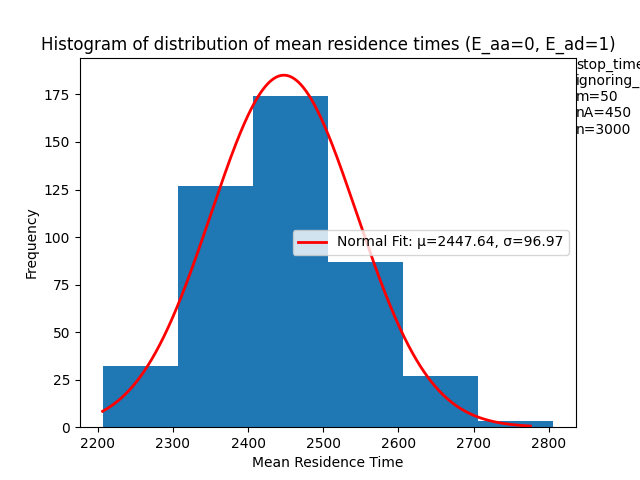 Histogram of distribution of mean residence times (E_aa=0, E_ad=1)
stop_time
ignoring_
m=50
nA=450
n=3000
175
150
125
100
75
50
25
0
Frequency
Normal Fit: μ=2447.64, σ=96.97
2200 2300 2400 2500 2600 2700 2800
Mean Residence Time